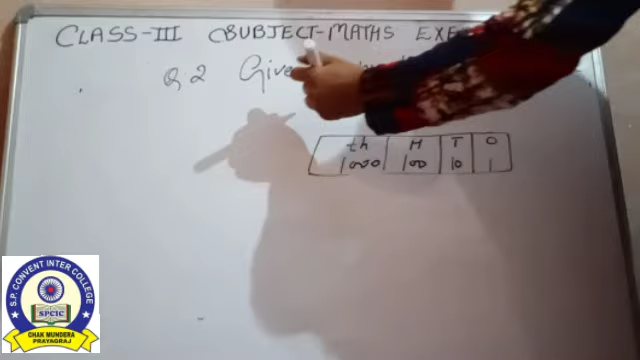 CLASS-III SUBJECT-MATHS EXE
Q.2 Give
th H T O
1000 100 10 1
S.P. CONVENT INTER COLLEGE
SPCIC
CHAK MUNDERA
PRAYAGRAJ